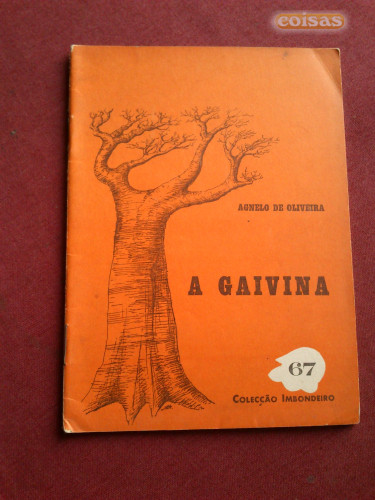 coisas
AGNELO DE OLIVEIRA
A GAIVINA
67
COLECÇÃO IMBONDEIRO